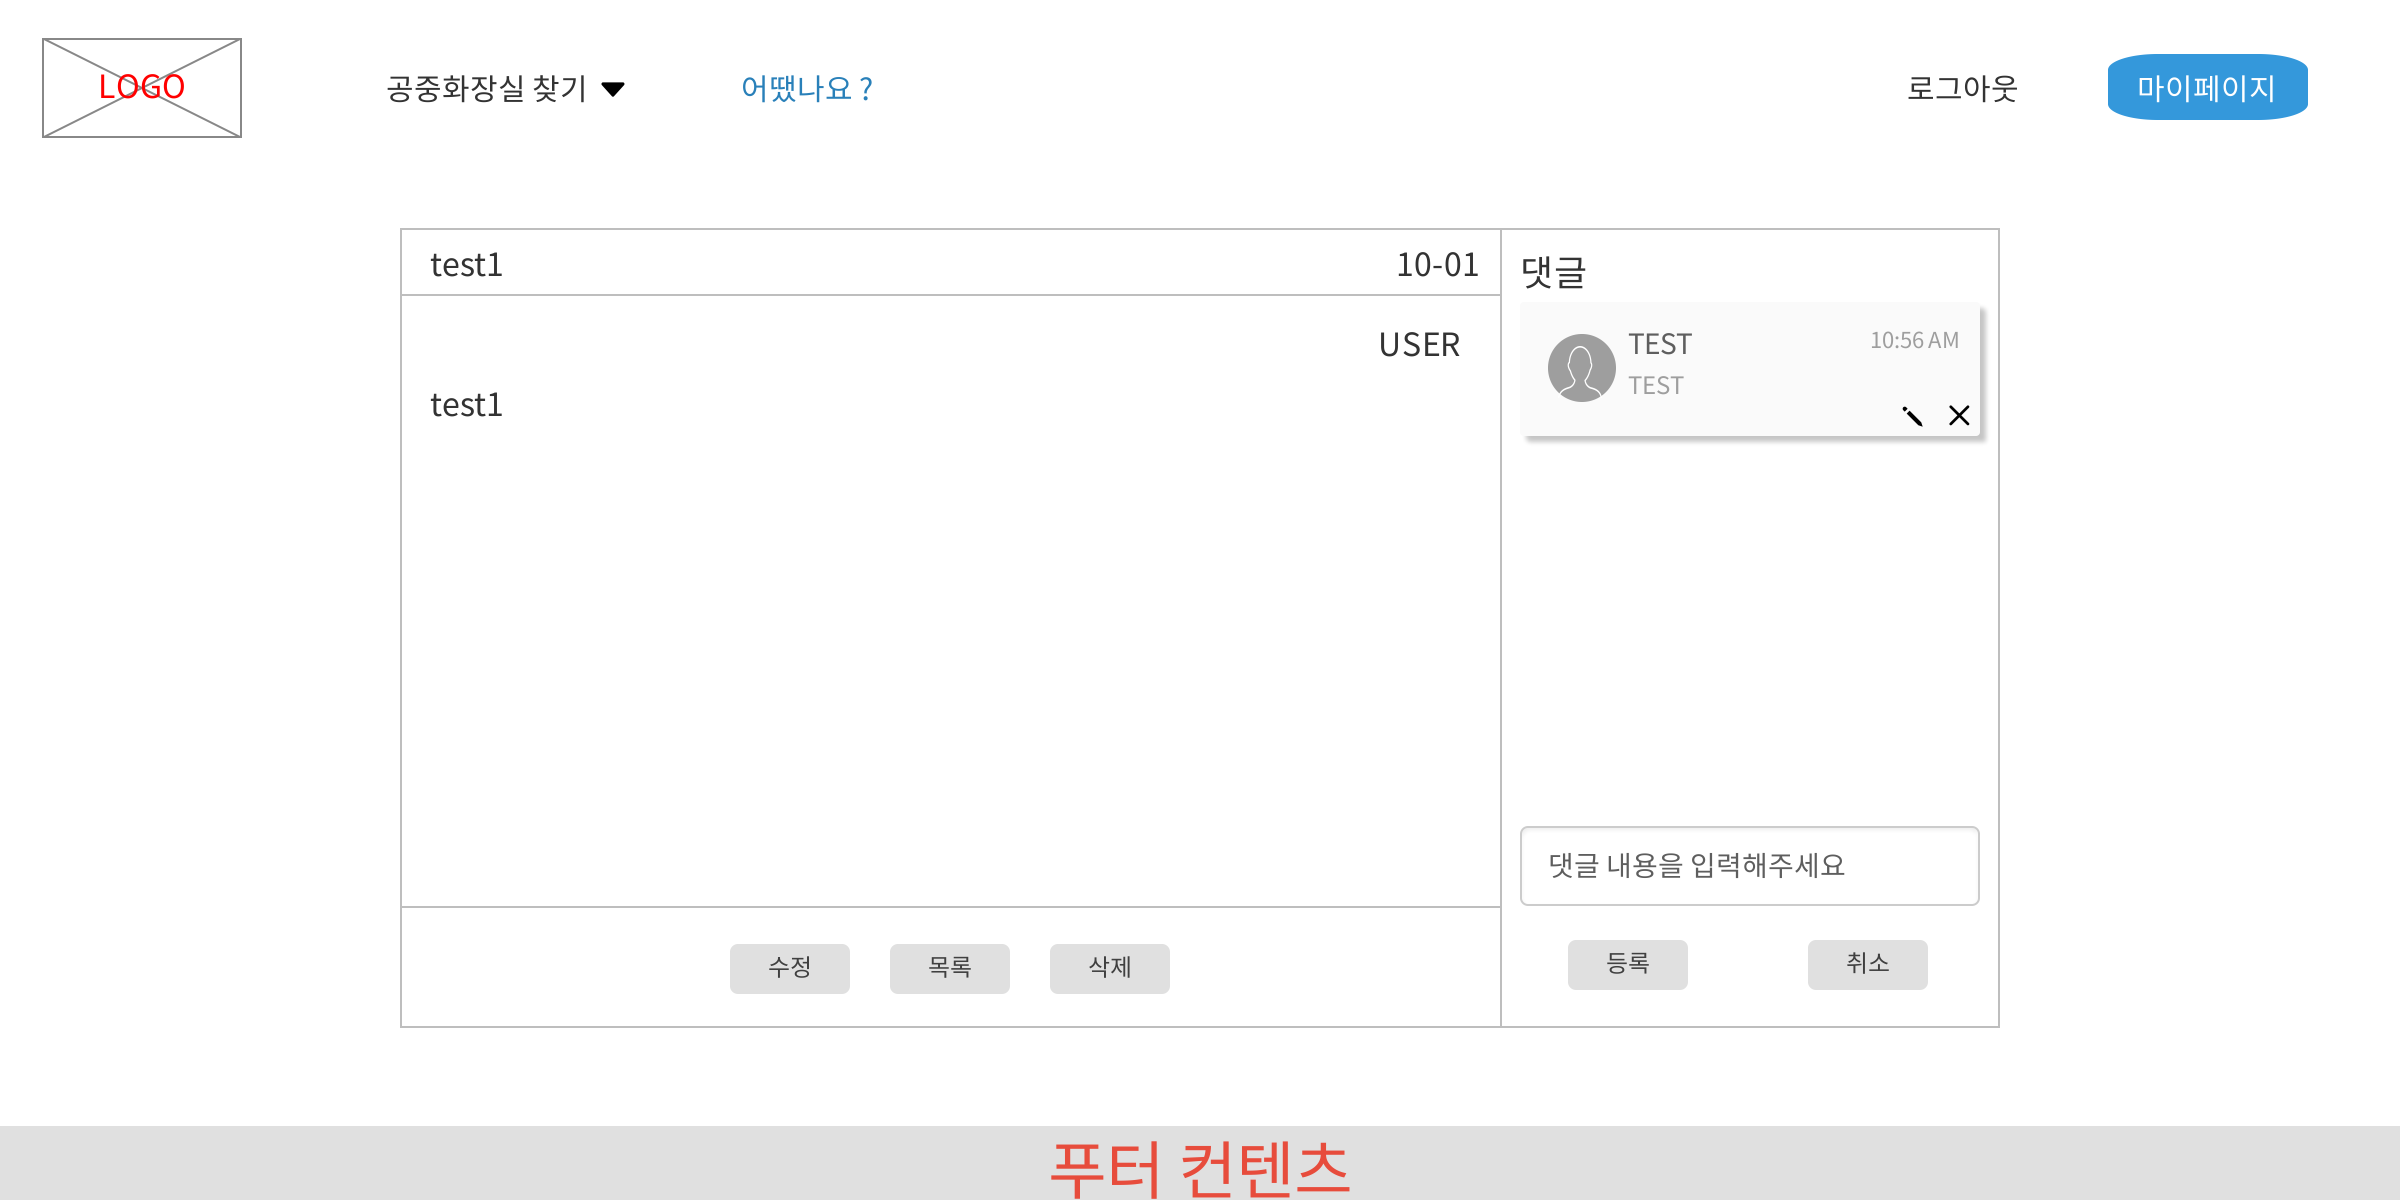 LOGO
공중화장실 찾기
어땠나요 ?
로그아웃
마이페이지
test1
10-01
USER
test1
수정
목록
삭제
댓글
TEST
10:56 AM
TEST
댓글 내용을 입력해주세요
등록
취소
푸터 컨텐츠